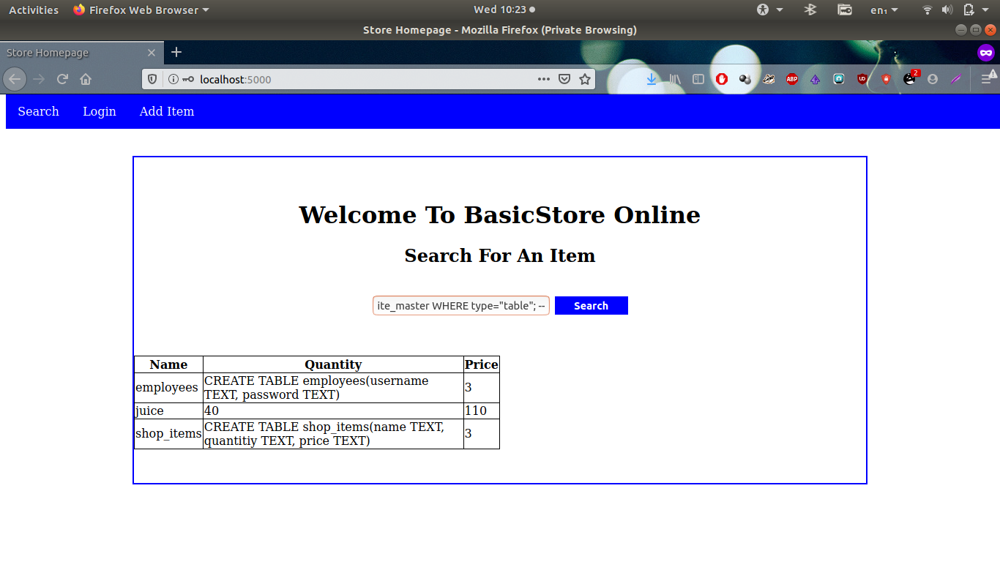 Activities Firefox Web Browser Wed 10:23 en₁
Store Homepage - Mozilla Firefox (Private Browsing)
Store Homepage
localhost:5000 ABP UD 2
Search Login Add Item
Welcome To BasicStore Online
Search For An Item
ite_master WHERE type="table"; -- Search
Name Quantity Price
employees CREATE TABLE employees(username TEXT, password TEXT) 3
juice 40 110
shop_items CREATE TABLE shop_items(name TEXT, quantitiy TEXT, price TEXT) 3